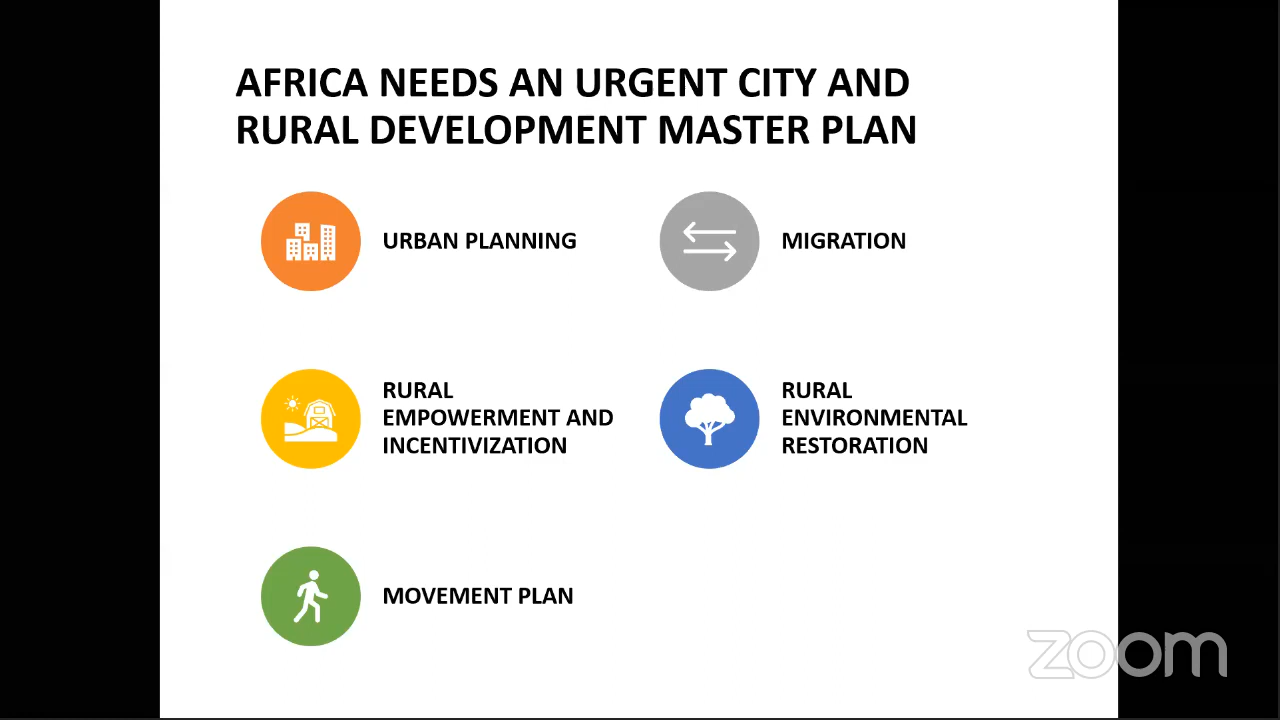 AFRICA NEEDS AN URGENT CITY AND
RURAL DEVELOPMENT MASTER PLAN
URBAN PLANNING
MIGRATION
RURAL
EMPOWERMENT AND
INCENTIVIZATION
RURAL
ENVIRONMENTAL
RESTORATION
MOVEMENT PLAN
zoom